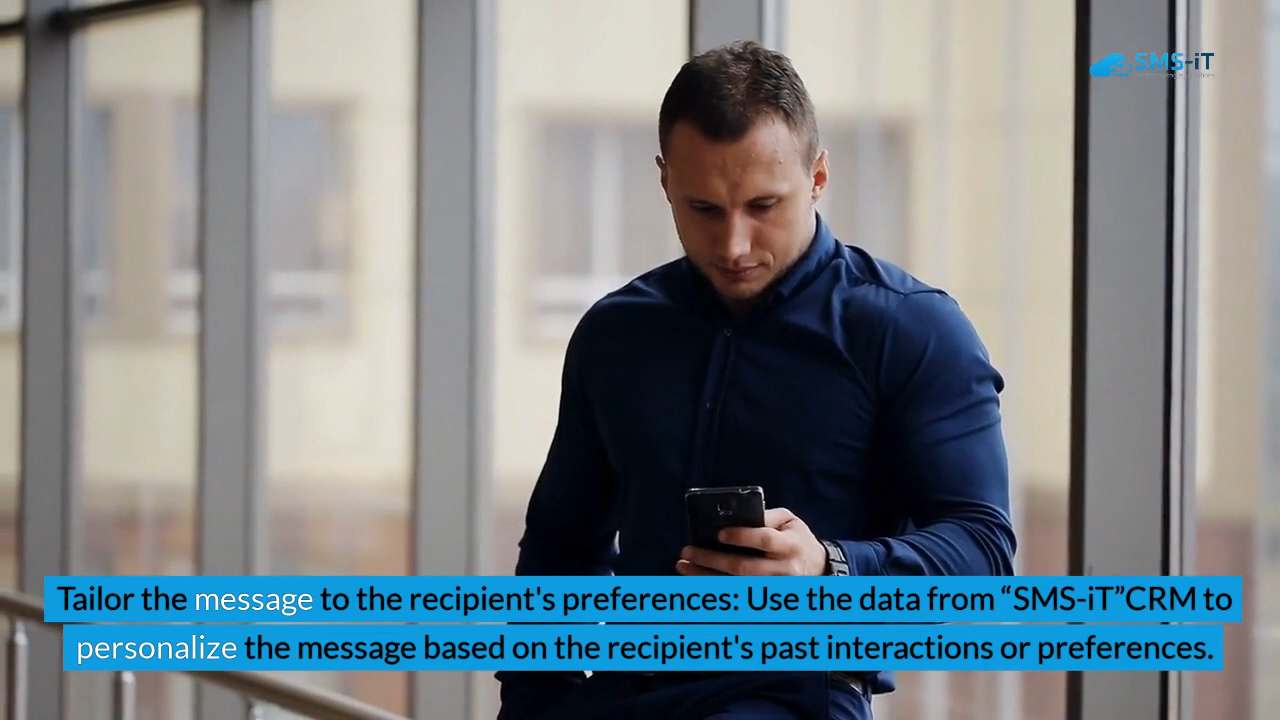 SMS-iT
Tailor the message to the recipient's preferences: Use the data from “SMS-iT”CRM to
personalize the message based on the recipient's past interactions or preferences.